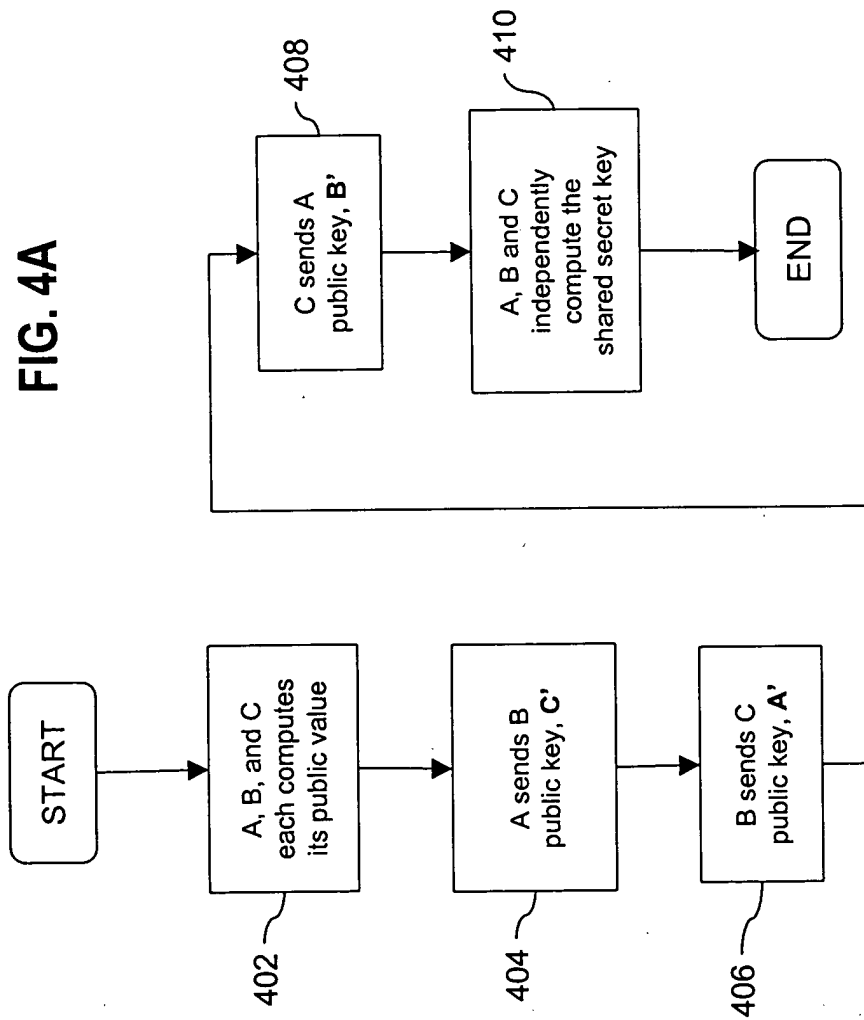 FIG. 4A
START
A, B, and C
each computes
its public value
402
A sends B
public key, C'
404
B sends C
public key, A'
406
C sends A
public key, B'
408
A, B and C
independently
compute the
shared secret key
410
END